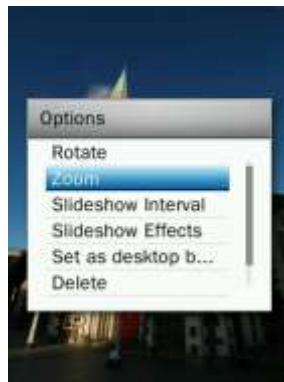 Options
Rotate
Zoom
Slideshow Interval
Slideshow Effects
Set as desktop b...
Delete